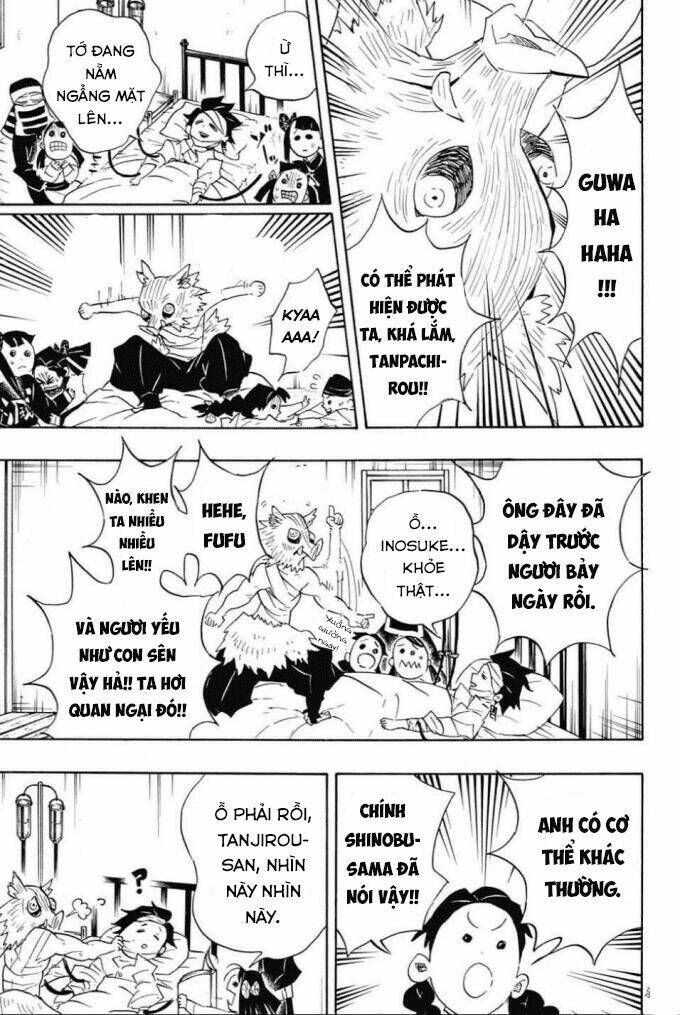 GUWA
HA
HAHA
!!!
CÓ THỂ PHÁT
HIỆN ĐƯỢC
TA, KHÁ LẮM,
TANPACHI-
ROU!!
Ừ
THÌ...
TỚ ĐANG
NẰM
NGẨNG MẶT
LÊN...
KYAA
AAA!
ÔNG ĐÂY ĐÃ
DẬY TRƯỚC
NGƯƠI BẢY
NGÀY RỒI.
Ồ...
INOSUKE...
KHỎE
THẬT...
Xuống
giường
ngay!
HEHE,
FUFU
NÀO, KHEN
TA NHIỀU
NHIỀU
LÊN!!
VÀ NGƯƠI YẾU
NHƯ CON SÊN
VẬY HẢ!! TA HƠI
QUAN NGẠI ĐÓ!!
ANH CÓ CƠ
THỂ KHÁC
THƯỜNG.
CHÍNH
SHINOBU-
SAMA ĐÃ
NÓI VẬY!!
Ồ PHẢI RỒI,
TANJIROU-
SAN, NHÌN
NÀY NHÌN
NÀY.
?